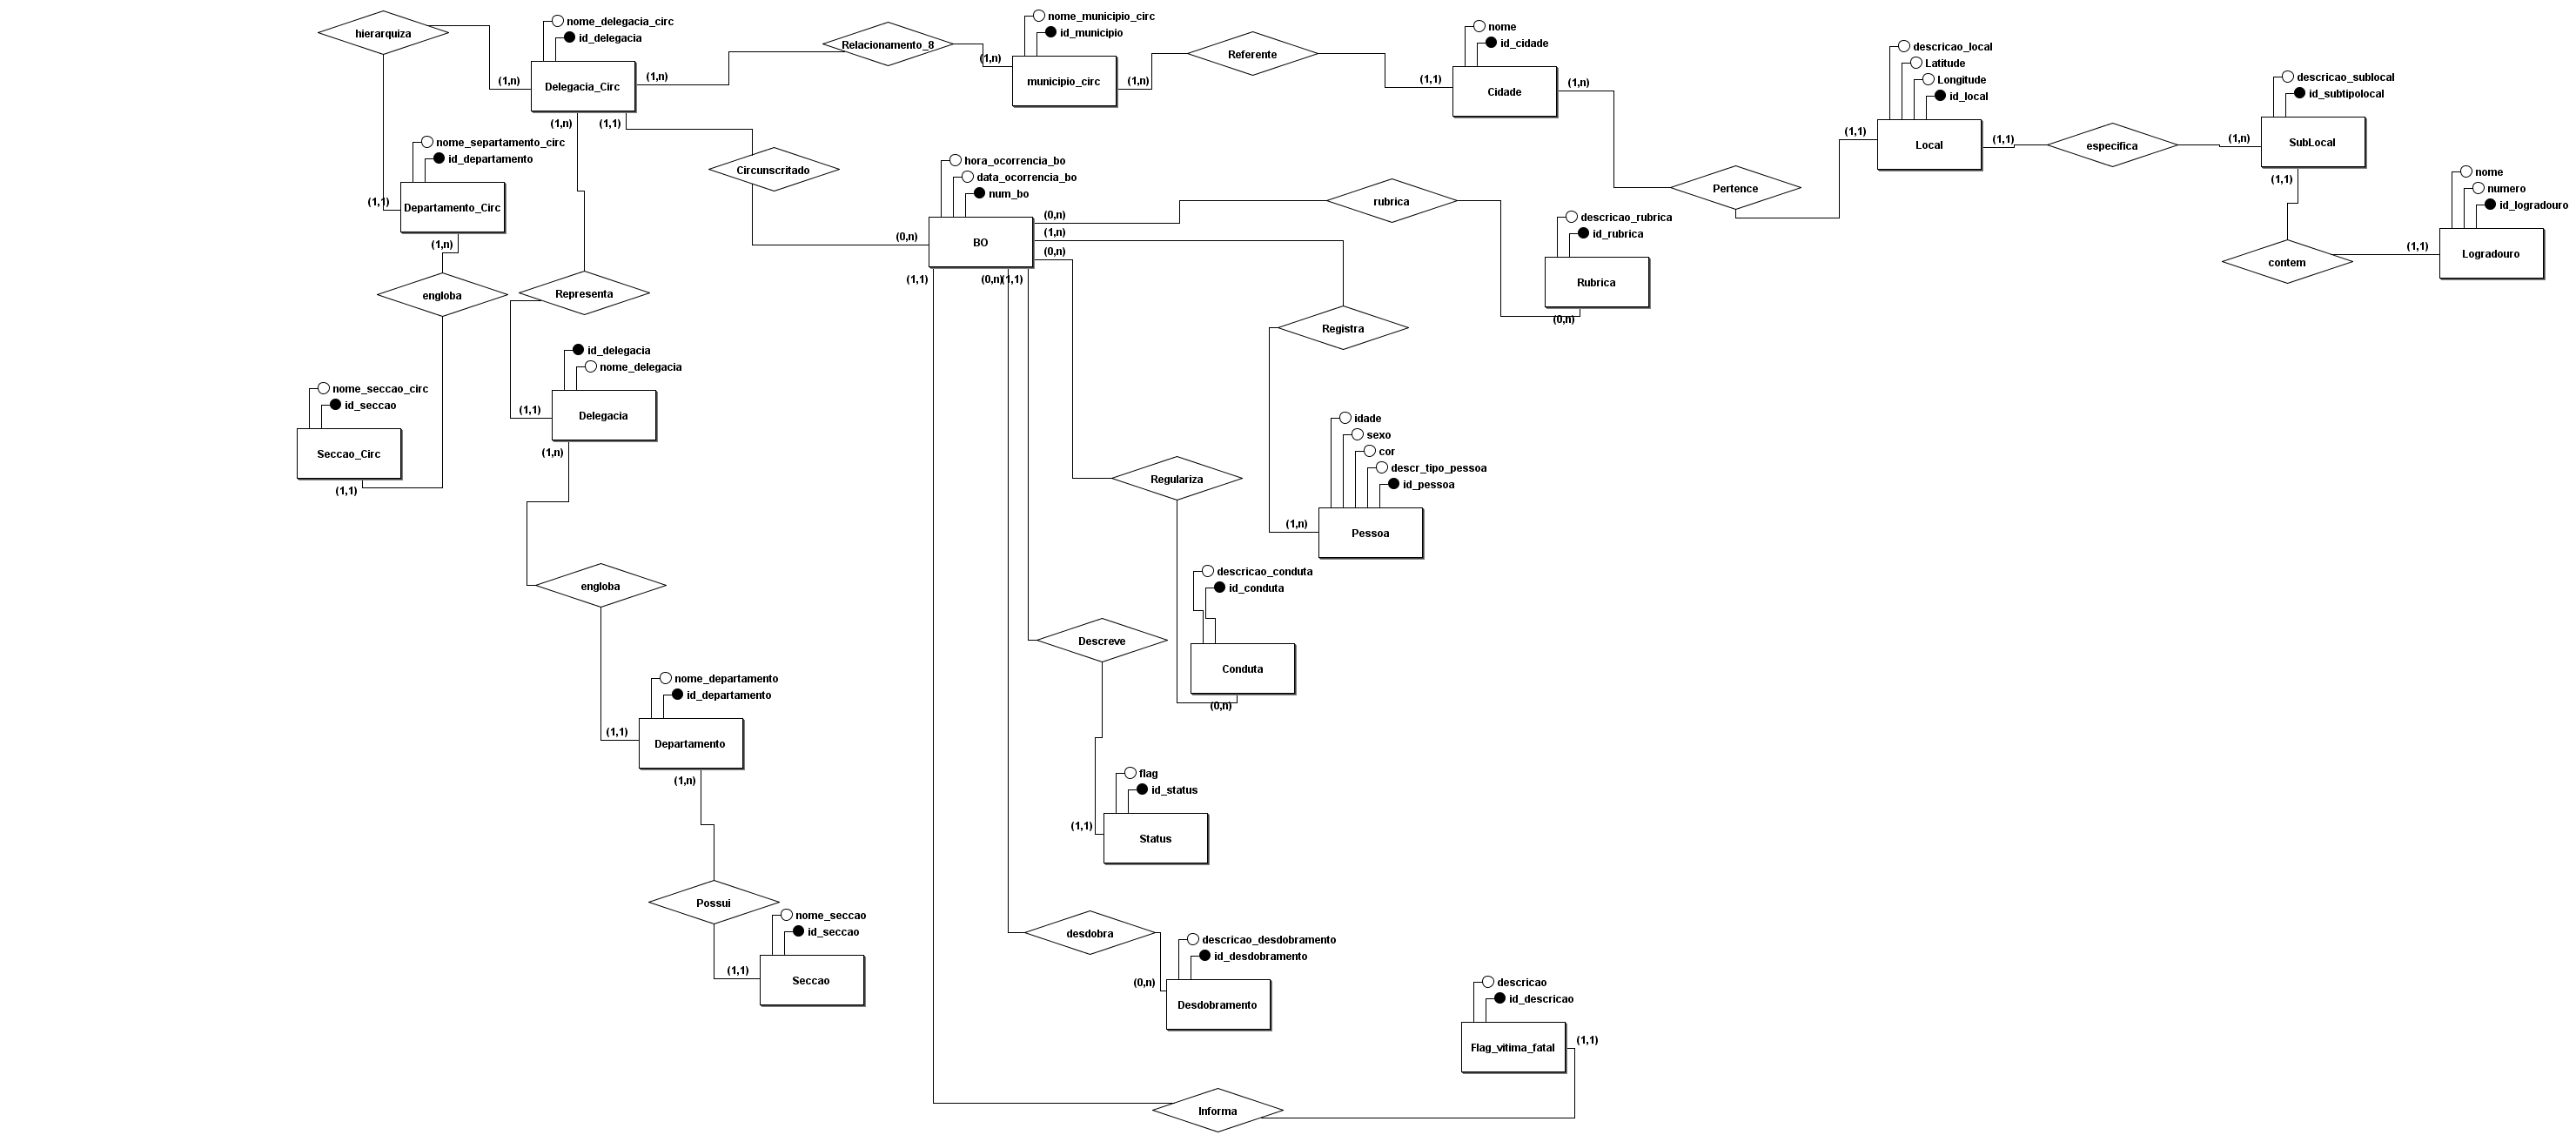 hierarquiza
nome_delegacia_circ
id_delegacia
(1,n)
Delegacia_Circ
(1,n)
(1,n)
(1,1)
Relacionamento_8
nome_municipio_circ
id_municipio
(1,n)
municipio_circ
(1,n)
Referente
nome
id_cidade
(1,1)
Cidade
(1,n)
descricao_local
Latitude
Longitude
id_local
(1,1)
Local
(1,1)
especifica
descricao_sublocal
id_subtipolocal
(1,n)
SubLocal
(1,1)
nome
numero
id_logradouro
(1,1)
Logradouro
contem
Pertence
nome_separtamento_circ
id_departamento
(1,1)
Departamento_Circ
(1,n)
Circunscritado
hora_ocorrencia_bo
data_ocorrencia_bo
num_bo
(0,n)
BO
(0,n)
(1,n)
(0,n)
(1,1)
(0,n)
(1,1)
rubrica
descricao_rubrica
id_rubrica
Rubrica
(0,n)
engloba
Representa
Registra
id_delegacia
nome_delegacia
(1,1)
Delegacia
(1,n)
nome_seccao_circ
id_seccao
Seccao_Circ
(1,1)
idade
sexo
cor
descr_tipo_pessoa
id_pessoa
(1,n)
Pessoa
Regulariza
descricao_conduta
id_conduta
Conduta
(0,n)
engloba
Descreve
nome_departamento
id_departamento
(1,1)
Departamento
(1,n)
flag
id_status
(1,1)
Status
Possui
nome_seccao
id_seccao
(1,1)
Seccao
desdobra
descricao_desdobramento
id_desdobramento
(0,n)
Desdobramento
descricao
id_descricao
Flag_vitima_fatal
(1,1)
Informa